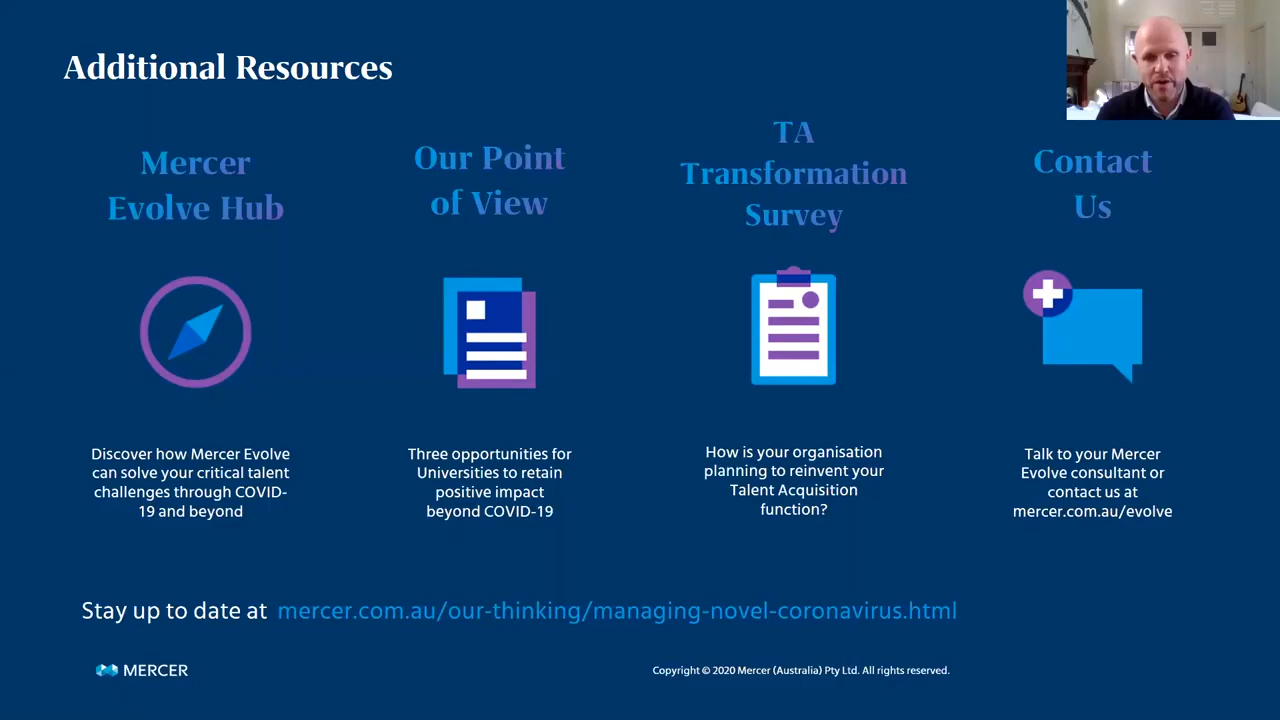 Additional Resources
Mercer
Evolve Hub
Discover how Mercer Evolve
can solve your critical talent
challenges through COVID-
19 and beyond
Our Point
of View
Three opportunities for
Universities to retain
positive impact
beyond COVID-19
TA
Transformation
Survey
How is your organisation
planning to reinvent your
Talent Acquisition
function?
Contact
Us
Talk to your Mercer
Evolve consultant or
contact us at
mercer.com.au/evolve
Stay up to date at mercer.com.au/our-thinking/managing-novel-coronavirus.html
MERCER
Copyright © 2020 Mercer (Australia) Pty Ltd. All rights reserved.